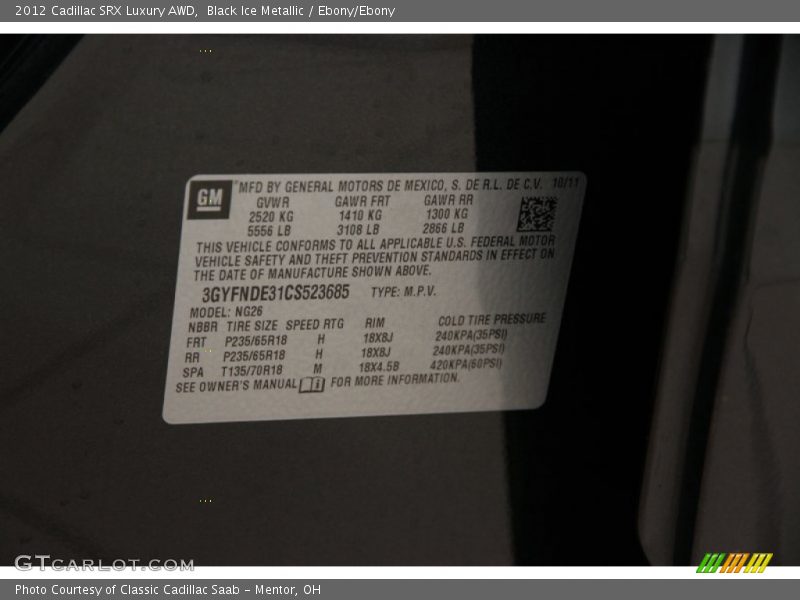 2012 Cadillac SRX Luxury AWD,  Black Ice Metallic / Ebony/Ebony
GM
MFD BY GENERAL MOTORS DE MEXICO, S. DE R.L. DE C.V. 10/11
GVWR GAWR FRT GAWR RR
2520 KG 1410 KG 1300 KG
5556 LB 3108 LB 2866 LB
THIS VEHICLE CONFORMS TO ALL APPLICABLE U.S. FEDERAL MOTOR
VEHICLE SAFETY AND THEFT PREVENTION STANDARDS IN EFFECT ON
THE DATE OF MANUFACTURE SHOWN ABOVE.
3GYFNDE31CS523685 TYPE: M.P.V.
MODEL: NG26
NBBR TIRE SIZE SPEED RTG RIM COLD TIRE PRESSURE
FRT P235/65R18 H 18X8J 240KPA(35PSI)
RR P235/65R18 H 18X8J 240KPA(35PSI)
SPA T135/70R18 M 18X4.5B 420KPA(60PSI)
SEE OWNER'S MANUAL FOR MORE INFORMATION.
GTCARLOT.COM
Photo Courtesy of Classic Cadillac Saab - Mentor, OH